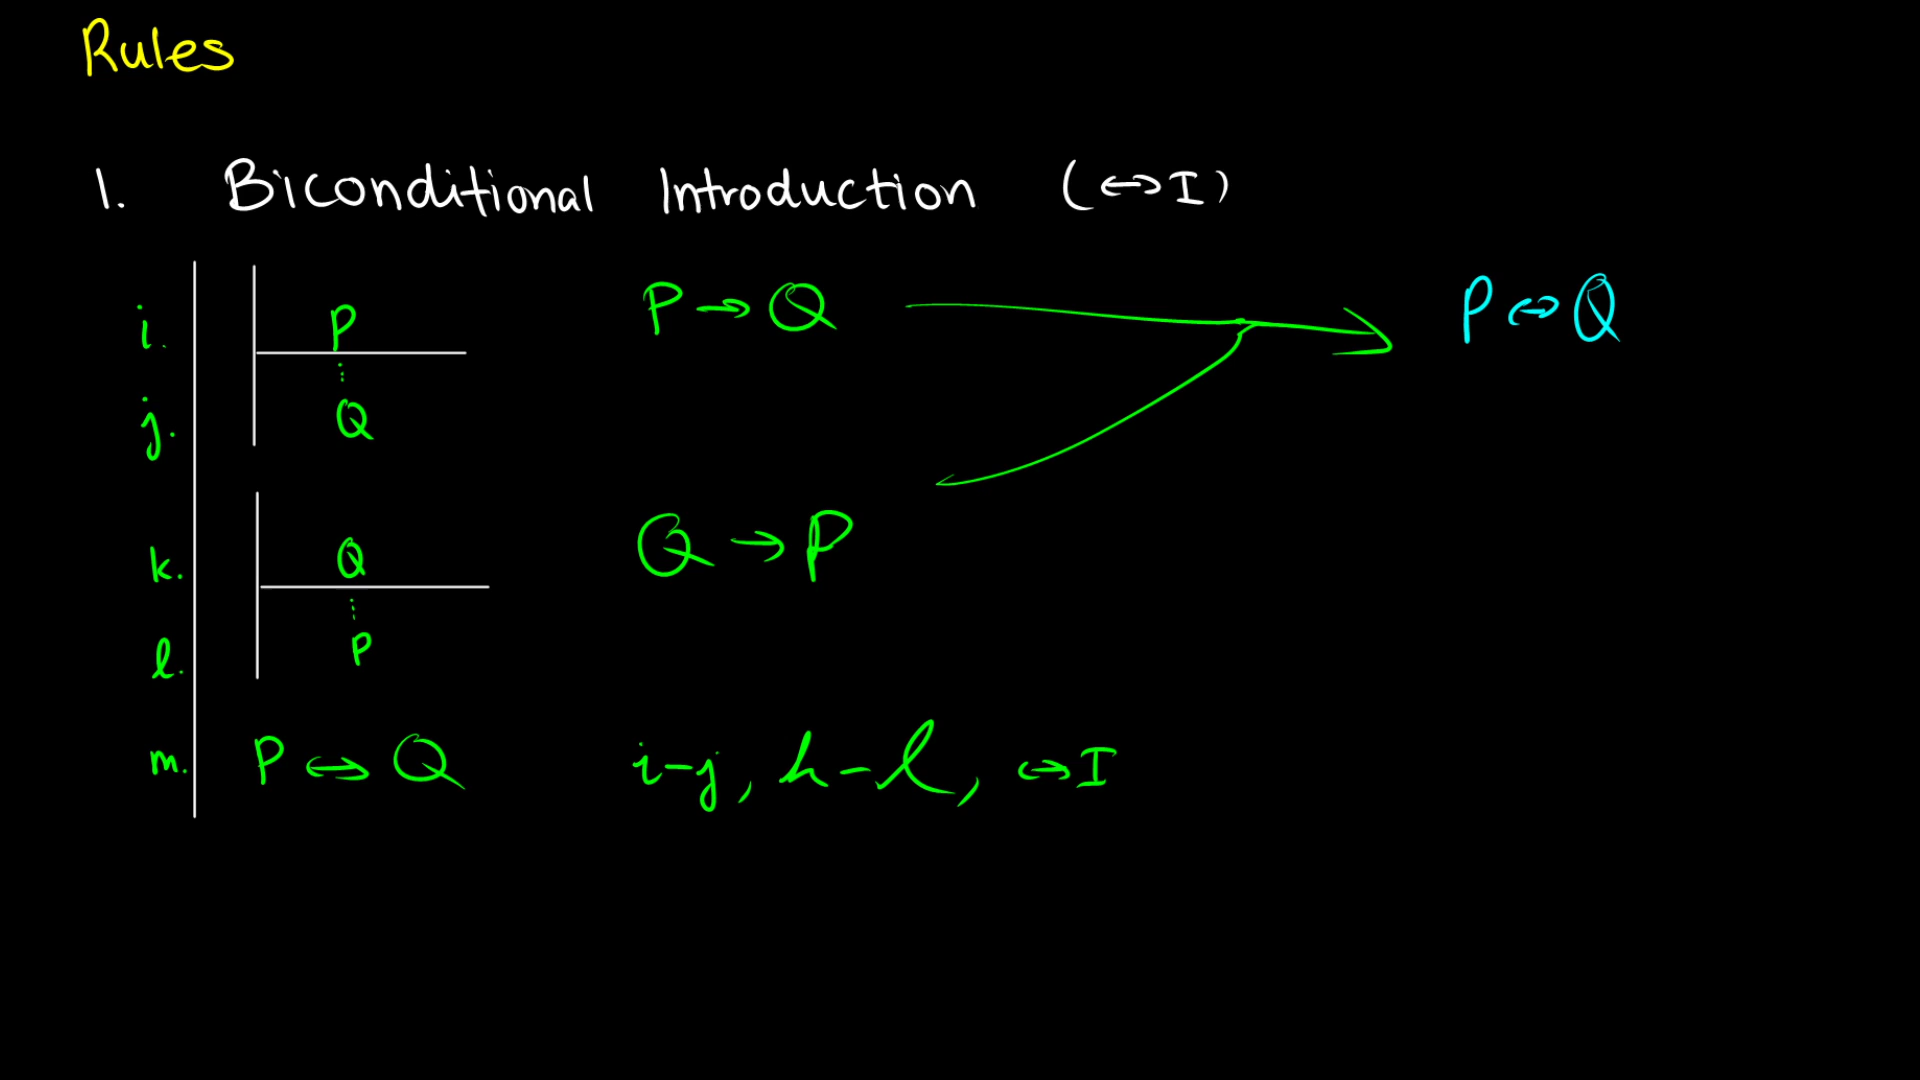 Rules
1. Biconditional Introduction (↔I)
i. P P→Q P↔Q
⋮
j. Q
k. Q Q→P
⋮
l. P
m. P↔Q i-j, h-l, ↔I